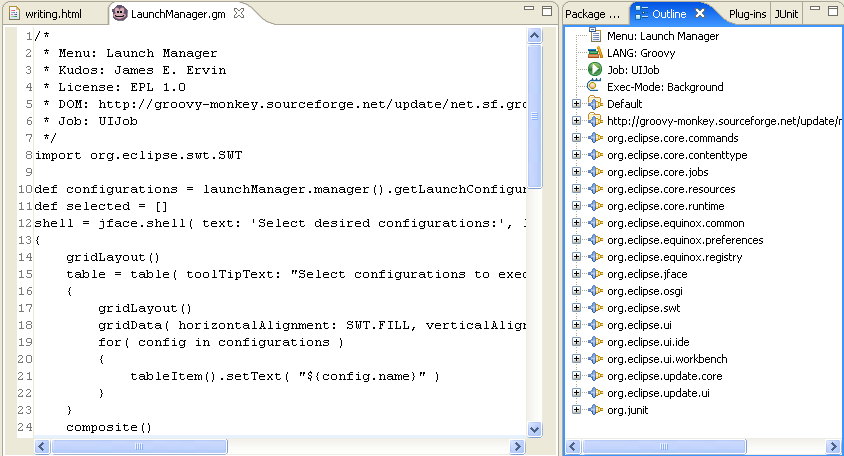 writing.html
LaunchManager.gm
1 /*
2 * Menu: Launch Manager
3 * Kudos: James E. Ervin
4 * License: EPL 1.0
5 * DOM: http://groovy-monkey.sourceforge.net/update/net.sf.gro
6 * Job: UIJob
7 */
8 import org.eclipse.swt.SWT
9
10 def configurations = launchManager.manager().getLaunchConfigu
11 def selected = []
12 shell = jface.shell( text: 'Select desired configurations:',
13 {
14 gridLayout()
15 table = table( toolTipText: "Select configurations to exec
16 {
17 gridLayout()
18 gridData( horizontalAlignment: SWT.FILL, verticalAlign
19 for( config in configurations )
20 {
21 tableItem().setText( "${config.name}" )
22 }
23 }
24 composite()
Package ...
Outline
Plug-ins
JUnit
Menu: Launch Manager
LANG: Groovy
Job: UIJob
Exec-Mode: Background
Default
http://groovy-monkey.sourceforge.net/update/
org.eclipse.core.commands
org.eclipse.core.contenttype
org.eclipse.core.jobs
org.eclipse.core.resources
org.eclipse.core.runtime
org.eclipse.equinox.common
org.eclipse.equinox.preferences
org.eclipse.equinox.registry
org.eclipse.jface
org.eclipse.osgi
org.eclipse.swt
org.eclipse.ui
org.eclipse.ui.ide
org.eclipse.ui.workbench
org.eclipse.update.core
org.eclipse.update.ui
org.junit